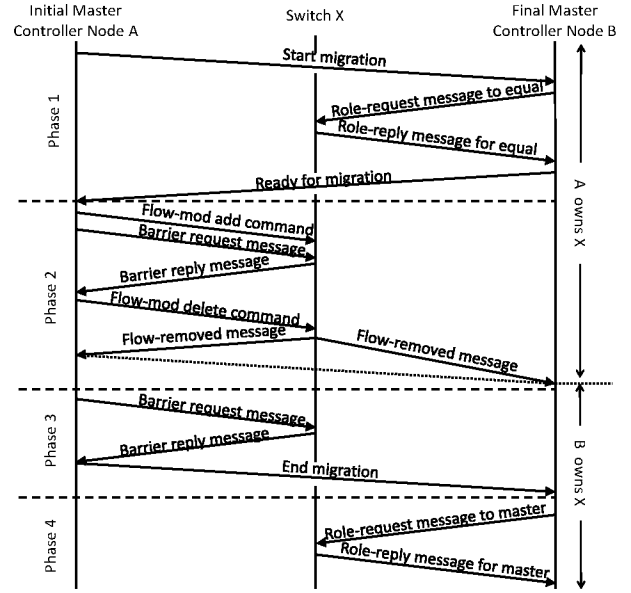 Initial Master
Controller Node A
Switch X
Final Master
Controller Node B
Start migration
Role-request message to equal
Role-reply message for equal
Ready for migration
Phase 1
A owns X
Flow-mod add command
Barrier request message
Barrier reply message
Flow-mod delete command
Flow-removed message
Flow-removed message
Phase 2
Barrier request message
Barrier reply message
End migration
Phase 3
B owns X
Role-request message to master
Role-reply message for master
Phase 4